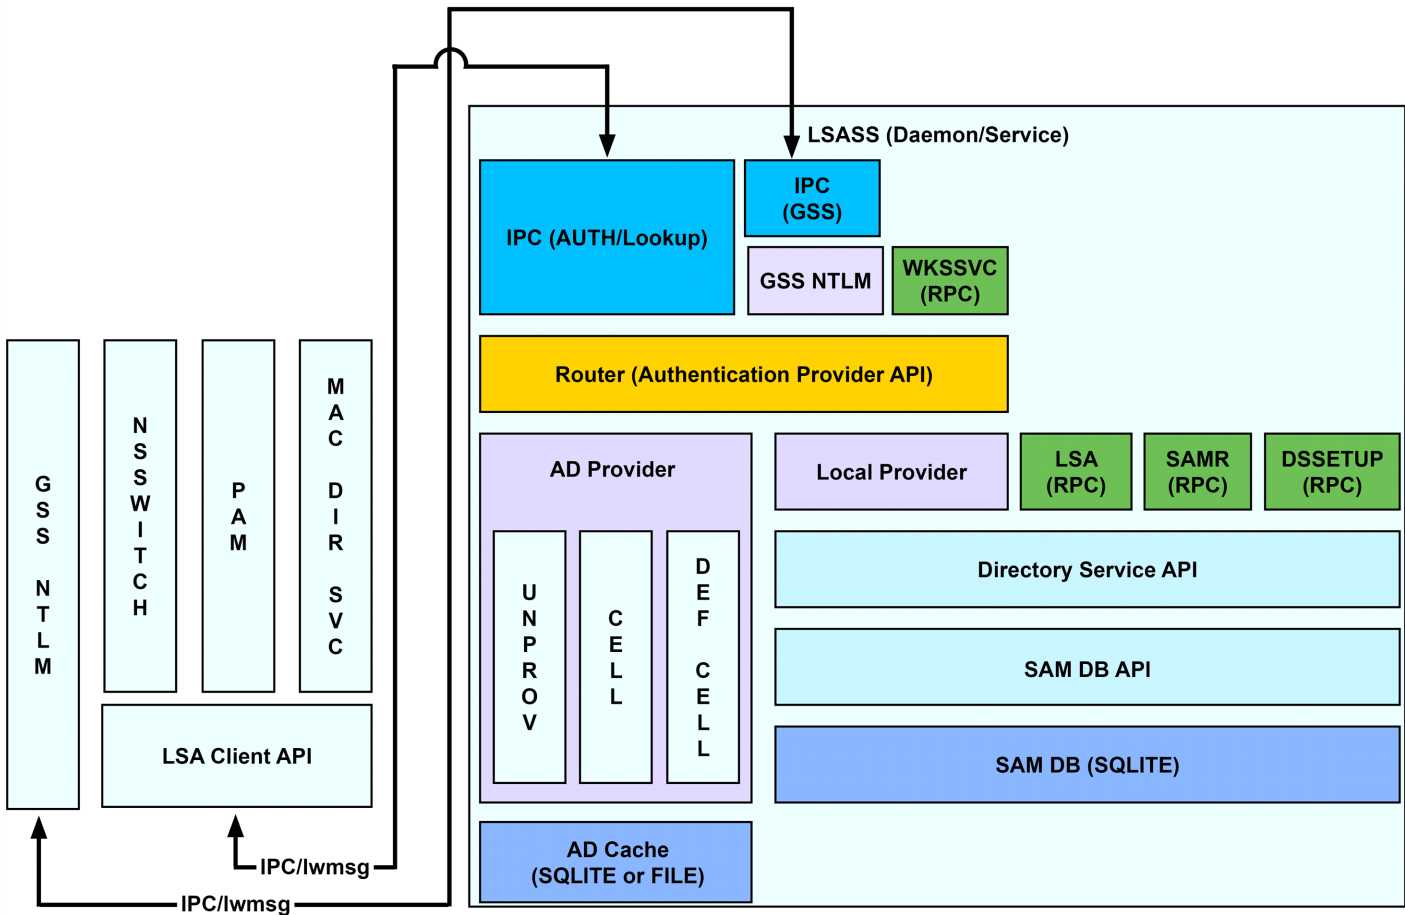 LSASS (Daemon/Service)
IPC (AUTH/Lookup)
IPC
(GSS)
GSS NTLM
WKSSVC
(RPC)
Router (Authentication Provider API)
AD Provider
UNPROV
CELL
DEF CELL
Local Provider
LSA
(RPC)
SAMR
(RPC)
DSSETUP
(RPC)
Directory Service API
SAM DB API
SAM DB (SQLITE)
AD Cache
(SQLITE or FILE)
GSS NTLM
NSSWITCH
PAM
MAC DIR SVC
LSA Client API
IPC/lwmsg
IPC/lwmsg